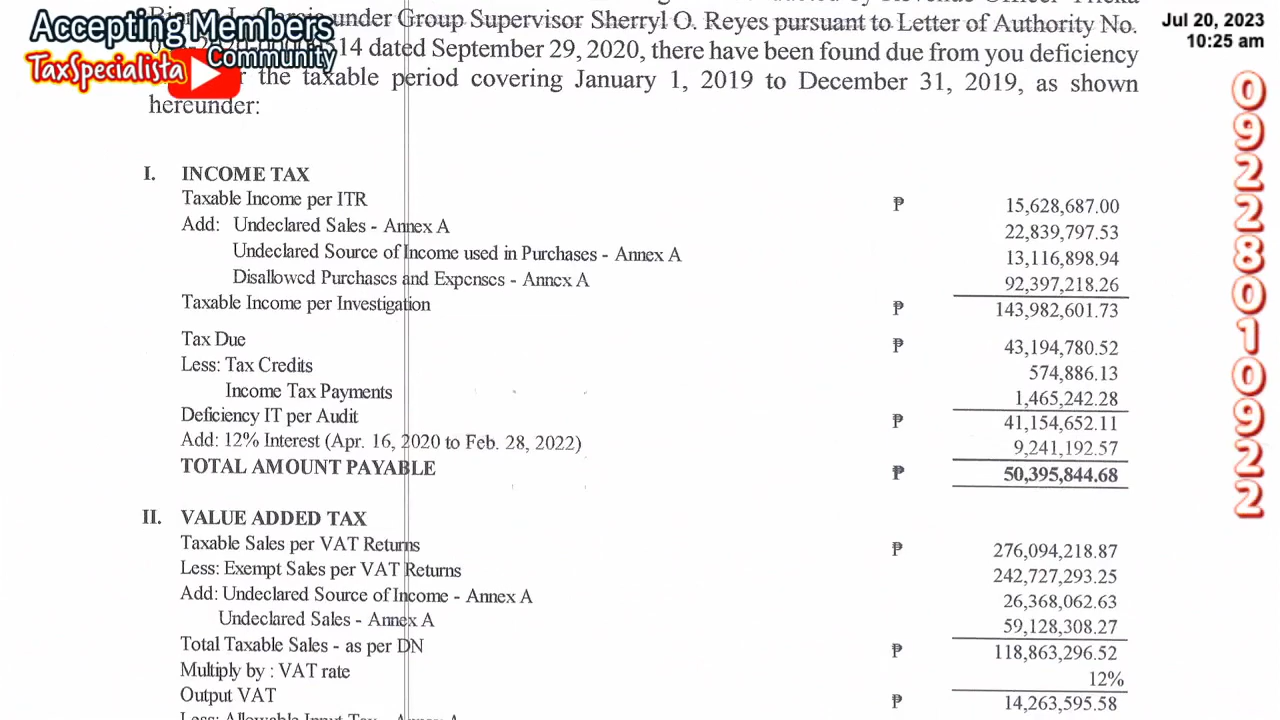 Accepting Members
Community
TaxSpecialista
Jul 20, 2023
10:25 am
09228010922
under Group Supervisor Sherryl O. Reyes pursuant to Letter of Authority No.
14 dated September 29, 2020, there have been found due from you deficiency
the taxable period covering January 1, 2019 to December 31, 2019, as shown
hereunder:
I. INCOME TAX
Taxable Income per ITR ₱ 15,628,687.00
Add: Undeclared Sales - Annex A 22,839,797.53
Undeclared Source of Income used in Purchases - Annex A 13,116,898.94
Disallowed Purchases and Expenses - Annex A 92,397,218.26
Taxable Income per Investigation ₱ 143,982,601.73
Tax Due ₱ 43,194,780.52
Less: Tax Credits 574,886.13
Income Tax Payments 1,465,242.28
Deficiency IT per Audit ₱ 41,154,652.11
Add: 12% Interest (Apr. 16, 2020 to Feb. 28, 2022) 9,241,192.57
TOTAL AMOUNT PAYABLE ₱ 50,395,844.68
II. VALUE ADDED TAX
Taxable Sales per VAT Returns ₱ 276,094,218.87
Less: Exempt Sales per VAT Returns 242,727,293.25
Add: Undeclared Source of Income - Annex A 26,368,062.63
Undeclared Sales - Annex A 59,128,308.27
Total Taxable Sales - as per DN ₱ 118,863,296.52
Multiply by : VAT rate 12%
Output VAT ₱ 14,263,595.58
Less: Allowable Input Tax - Annex A